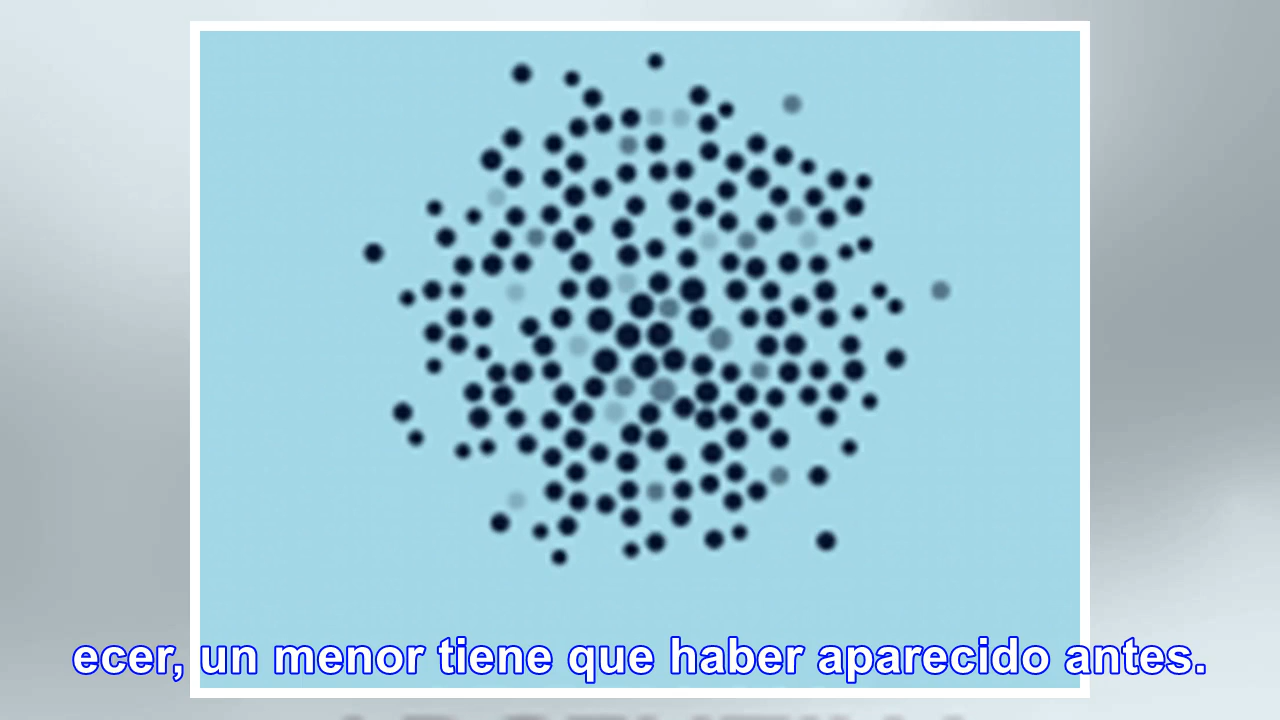 ecer, un menor tiene que haber aparecido antes.